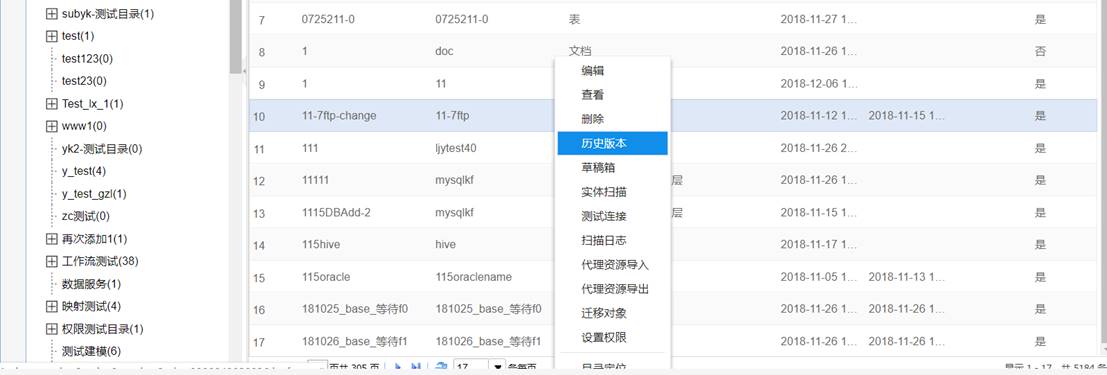 subyk-测试目录(3)
test(1)
test123(0)
test23(0)
Test_lx_1(1)
www1(0)
yk2-测试目录(0)
y_test(4)
y_test_gzl(1)
zc测试(0)
再次添加1(1)
工作流测试(38)
数据服务(1)
映射测试(4)
权限测试目录(1)
测试建模(6)
7 0725211-0 0725211-0 表 2018-11-27 1... 是
8 1 doc 文档 2018-11-26 1... 否
9 1 11 2018-12-06 1... 是
10 11-7ftp-change 11-7ftp 2018-11-12 1... 2018-11-15 1... 是
11 111 ljytest40 2018-11-26 2... 是
12 11111 mysqlkf 层 2018-11-26 1... 是
13 1115DBAdd-2 mysqlkf 层 2018-11-15 1... 是
14 115hive hive 2018-11-17 1... 是
15 115oracle 115oraclename 2018-11-05 1... 2018-11-13 1... 是
16 181025_base_等待f0 181025_base_等待f0 2018-11-26 1... 2018-11-26 1... 是
17 181026_base_等待f1 181026_base_等待f1 2018-11-26 1... 2018-11-26 1... 是
编辑
查看
删除
历史版本
草稿箱
实体扫描
测试连接
扫描日志
代理资源导入
代理资源导出
迁移对象
设置权限
目录定位
页共 305 页 17 条每页 显示 1 - 17，共 5184 条